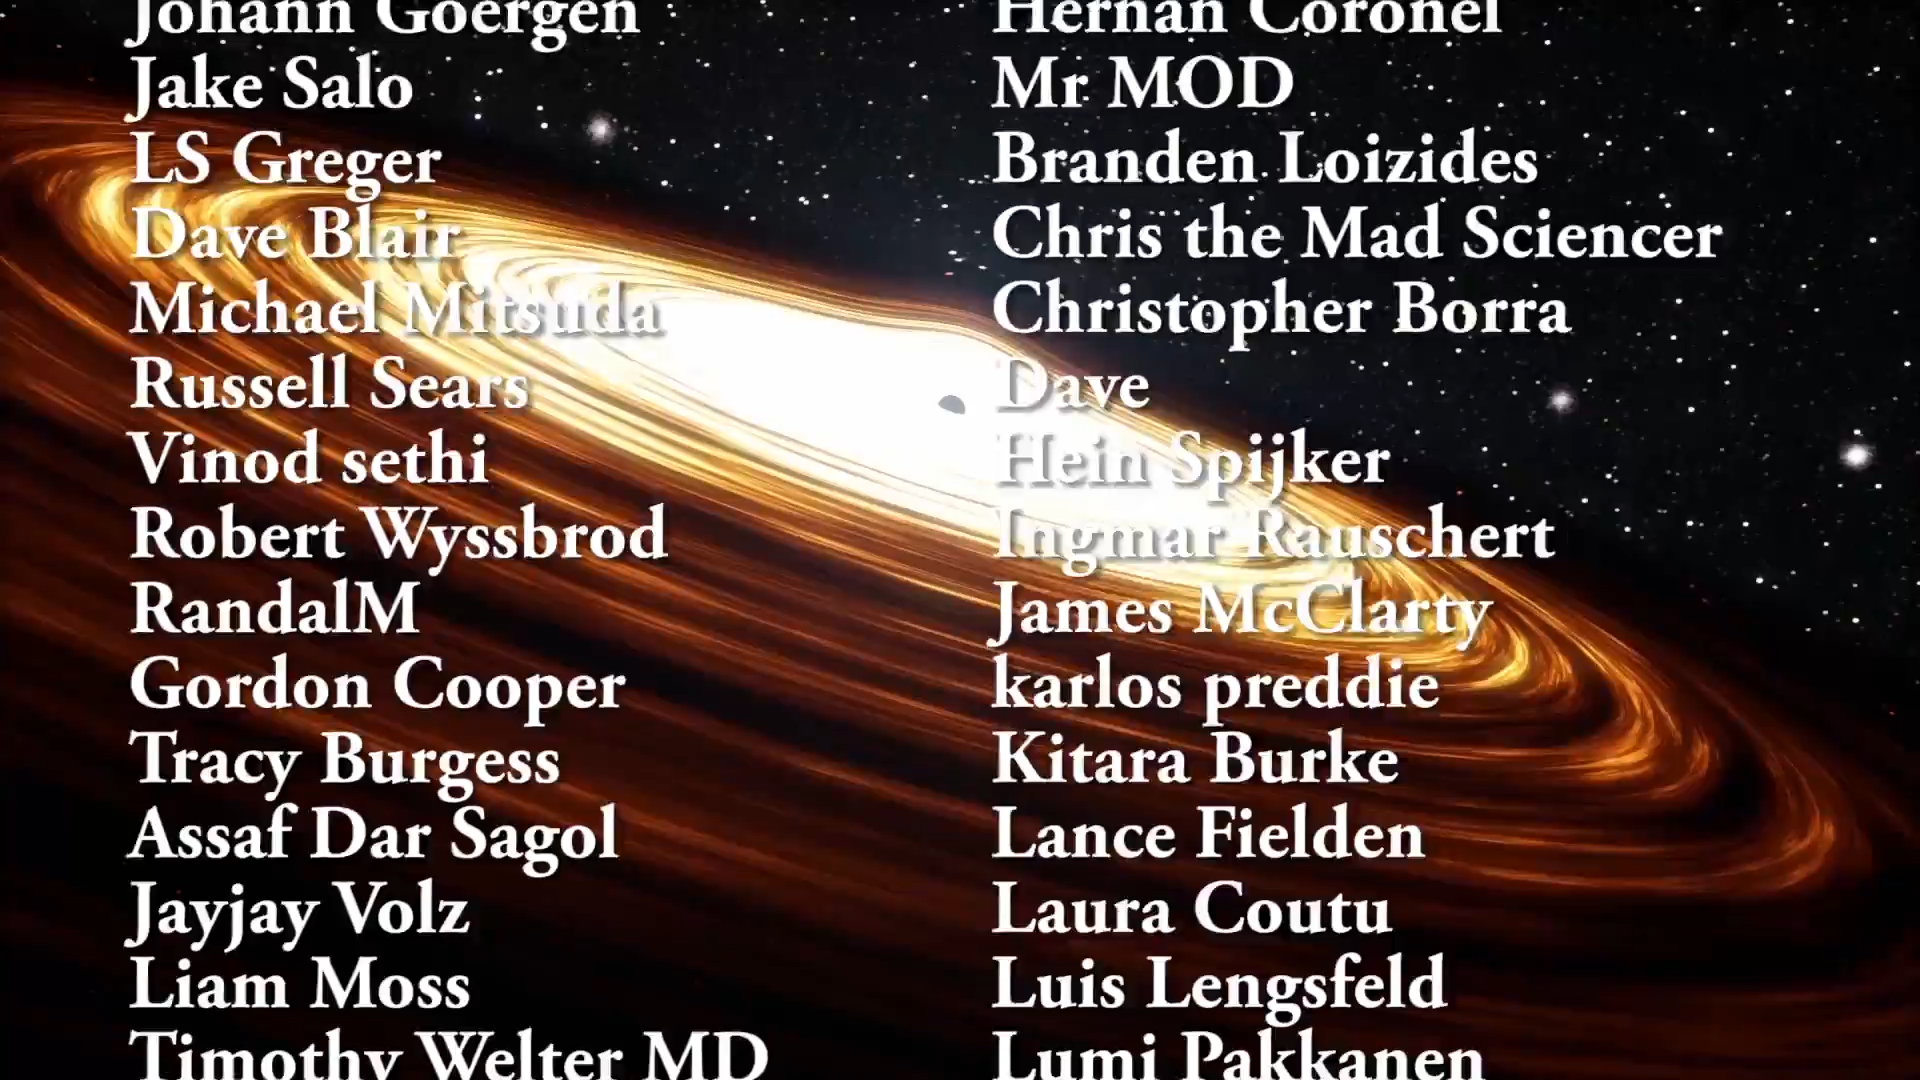 Johann Goergen
Jake Salo
LS Greger
Dave Blair
Michael Mitsuda
Russell Sears
Vinod sethi
Robert Wyssbrod
RandalM
Gordon Cooper
Tracy Burgess
Assaf Dar Sagol
Jayjay Volz
Liam Moss
Timothy Welter MD
Hernan Coronel
Mr MOD
Branden Loizides
Chris the Mad Sciencer
Christopher Borra
Dave
Hein Spijker
Ingmar Rauschert
James McClarty
karlos preddie
Kitara Burke
Lance Fielden
Laura Coutu
Luis Lengsfeld
Lumi Pakkanen